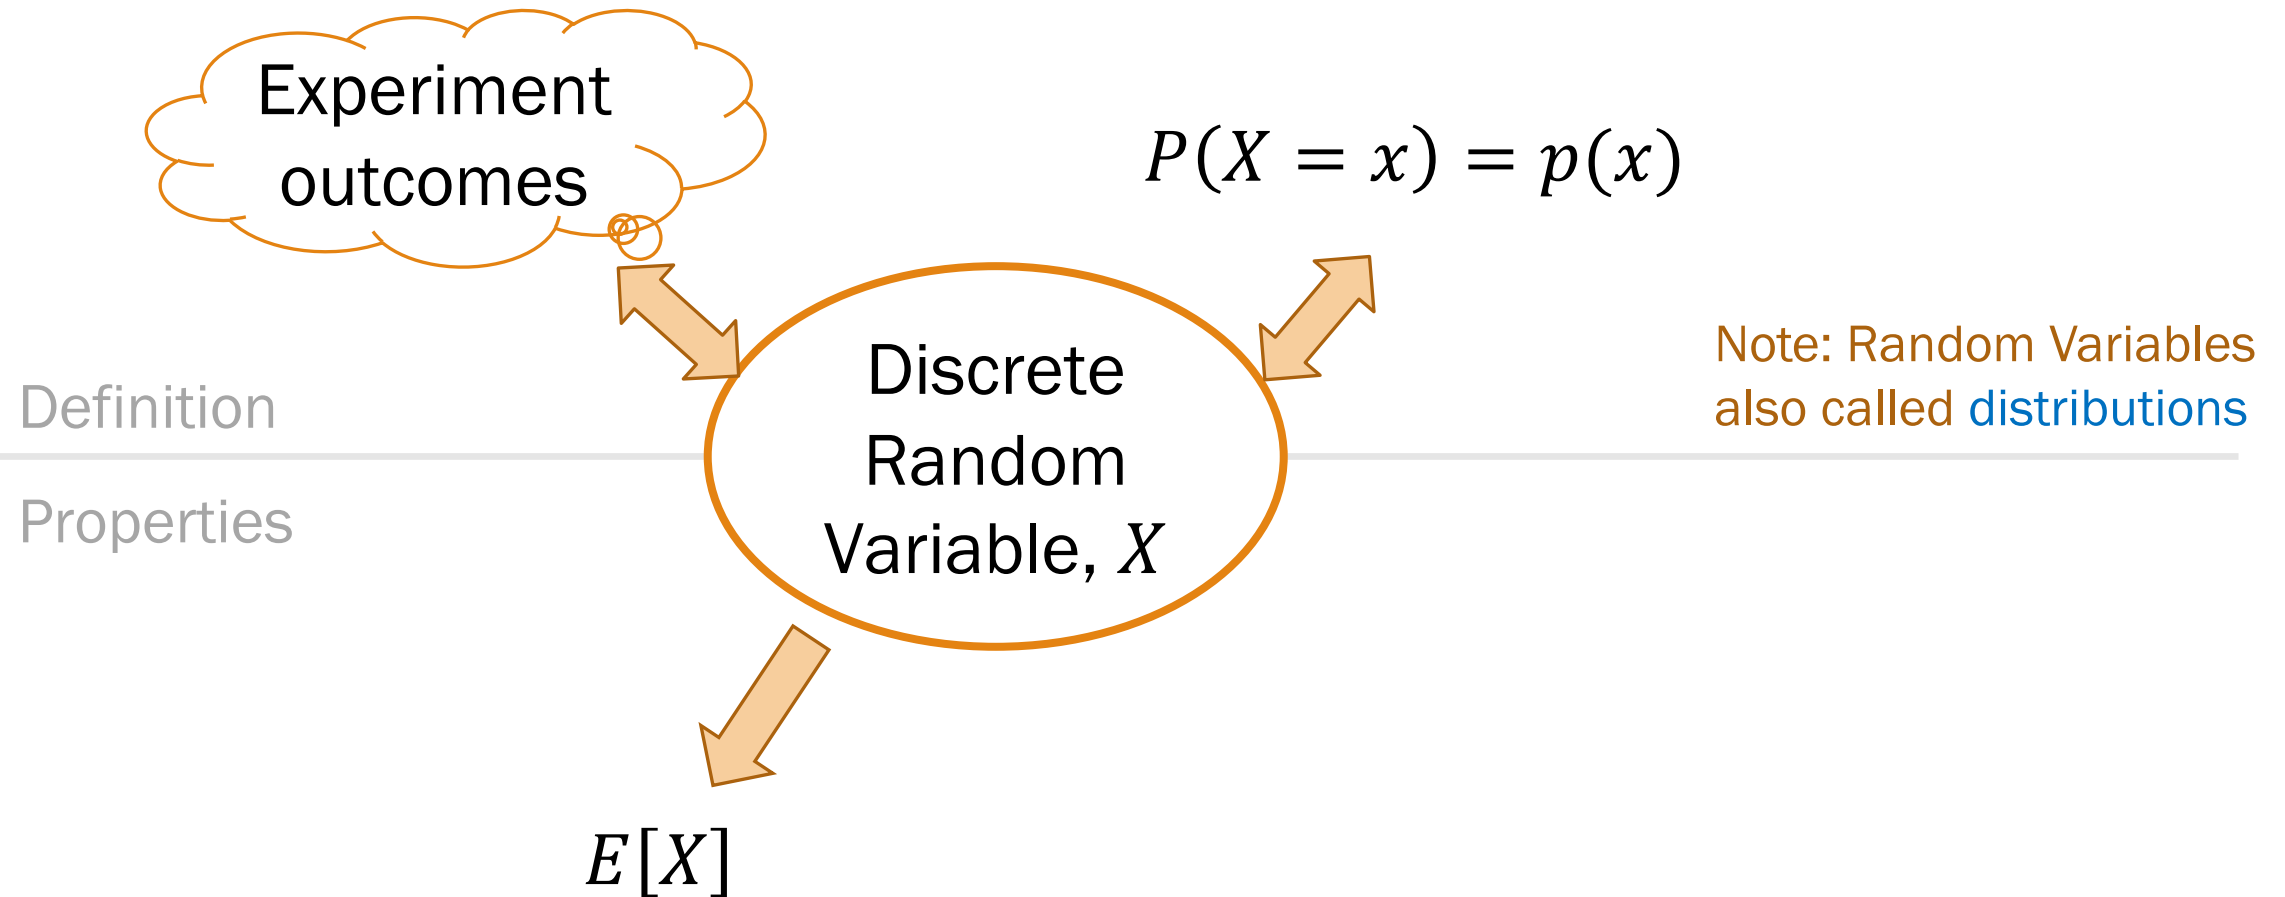 Experiment
outcomes
𝑃(𝑋 = 𝑥) = 𝑝(𝑥)
Discrete
Random
Variable, 𝑋
Note: Random Variables
also called distributions
Definition
Properties
𝐸[𝑋]